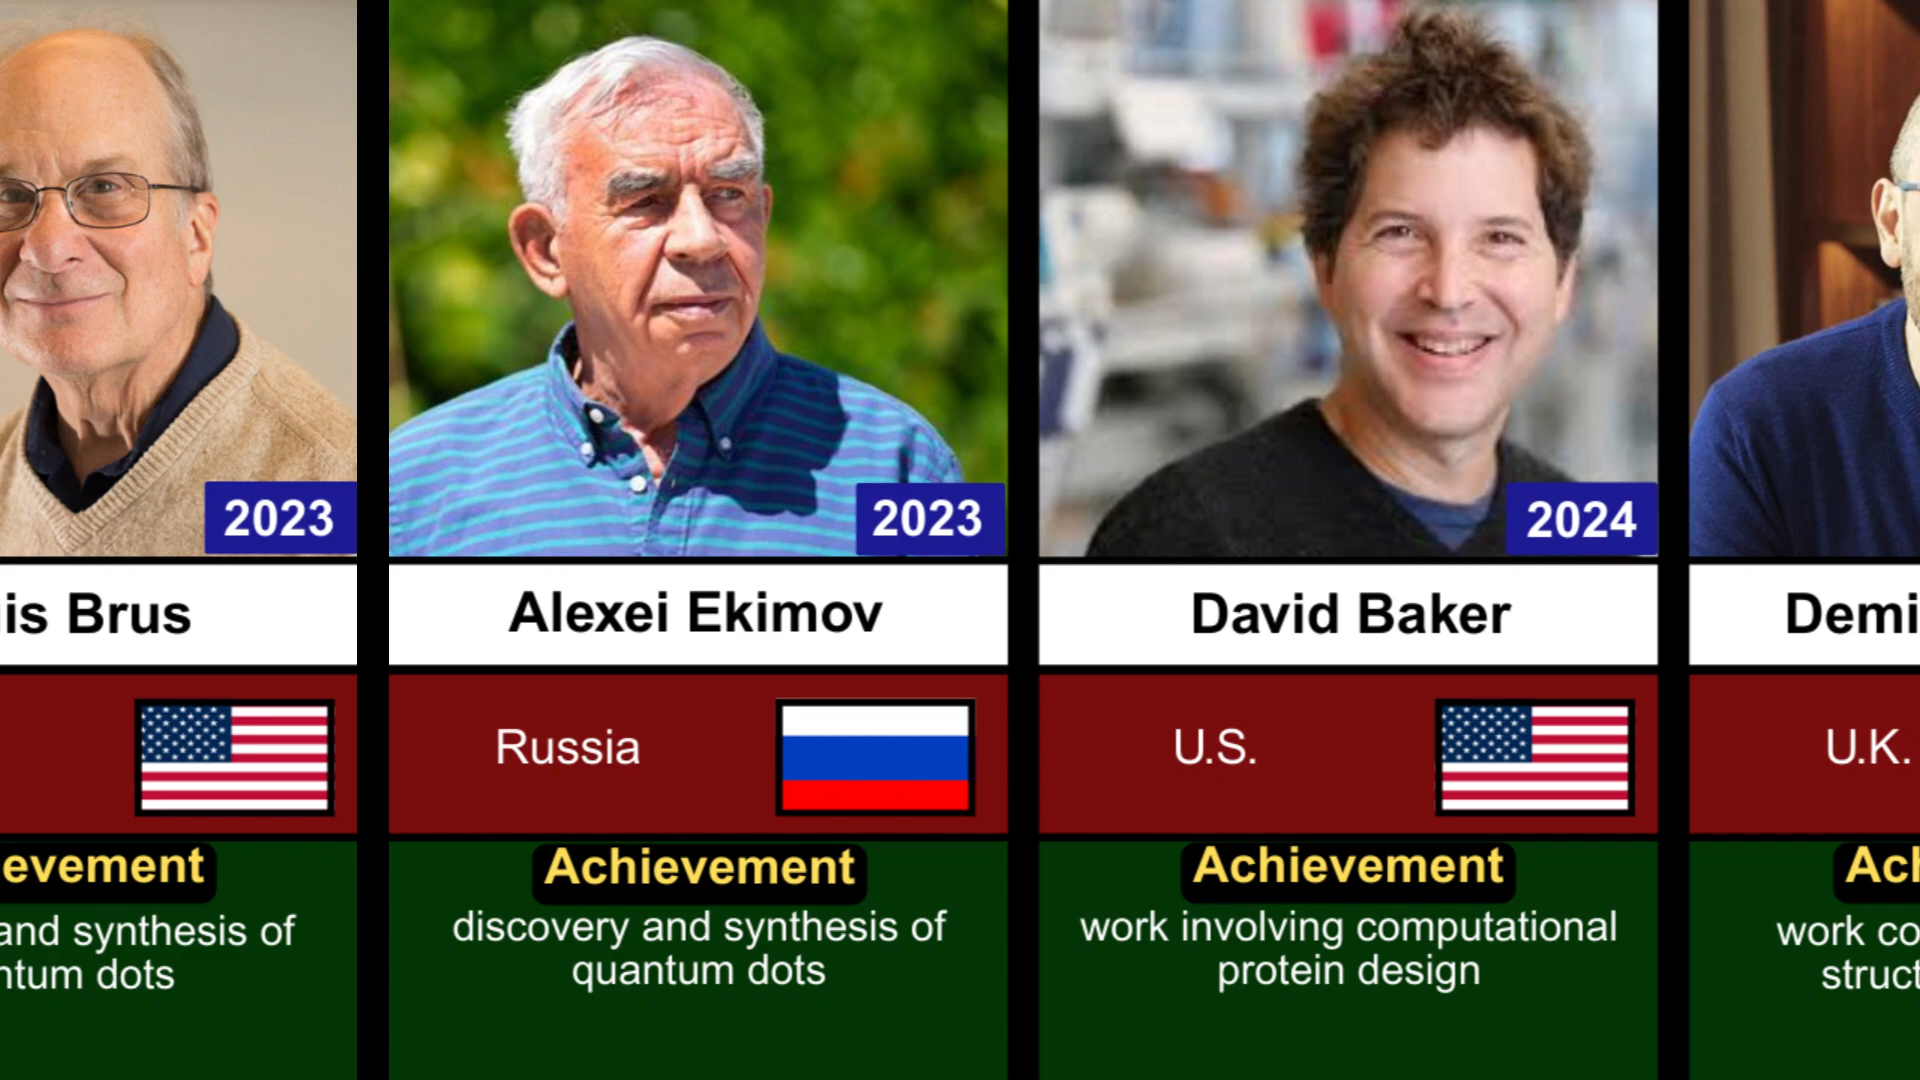 2023
is Brus
evement
and synthesis of
ntum dots
2023
Alexei Ekimov
Russia
Achievement
discovery and synthesis of
quantum dots
2024
David Baker
U.S.
Achievement
work involving computational
protein design
Demi
U.K.
Ach
work co
struct